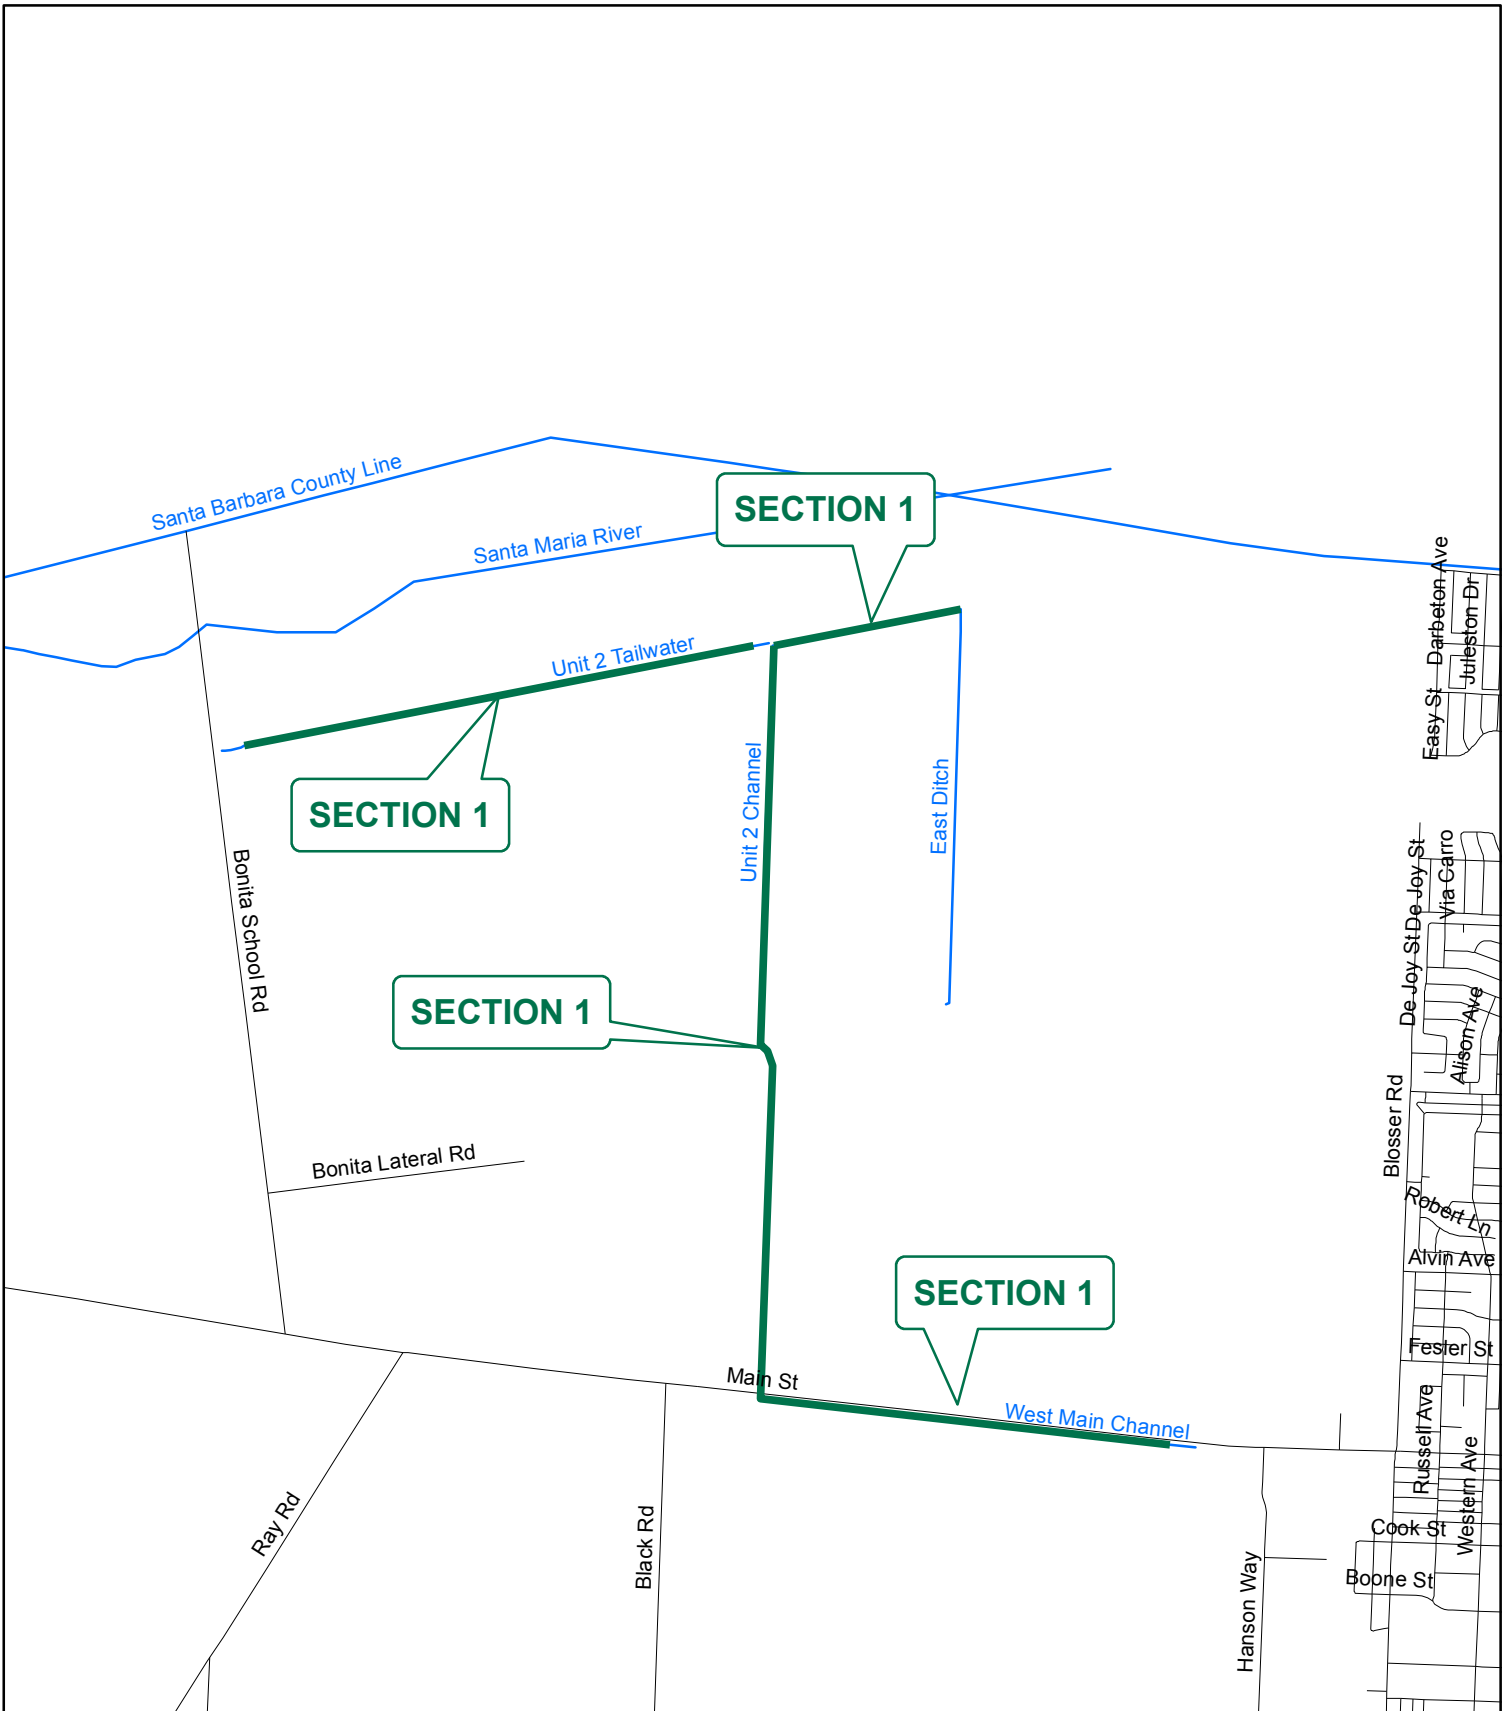 Santa Barbara County Line
SECTION 1
Santa Maria River
Darbeton Ave
Juleston Dr
Unit 2 Tailwater
Easy St
SECTION 1
Unit 2 Channel
East Ditch
De Joy St
Via Carro
Bonita School Rd
De Joy St
SECTION 1
Alison Ave
Blosser Rd
Bonita Lateral Rd
Robert Ln
Alvin Ave
SECTION 1
Fesler St
Main St
West Main Channel
Russell Ave
Western Ave
Ray Rd
Black Rd
Cook St
Boone St
Hanson Way